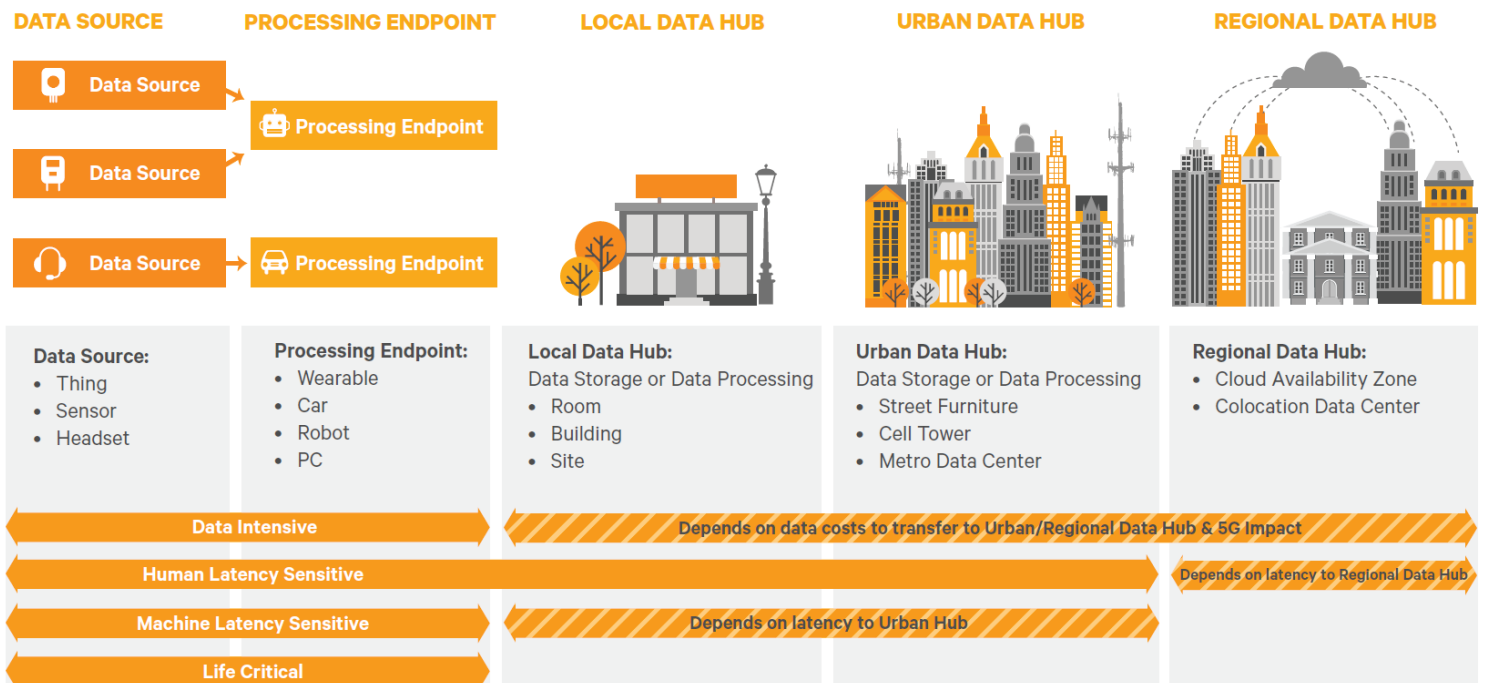 DATA SOURCE
PROCESSING ENDPOINT
LOCAL DATA HUB
URBAN DATA HUB
REGIONAL DATA HUB
Data Source
Processing Endpoint
Data Source
Data Source
Processing Endpoint
Data Source:
• Thing
• Sensor
• Headset
Processing Endpoint:
• Wearable
• Car
• Robot
• PC
Local Data Hub:
Data Storage or Data Processing
• Room
• Building
• Site
Urban Data Hub:
Data Storage or Data Processing
• Street Furniture
• Cell Tower
• Metro Data Center
Regional Data Hub:
• Cloud Availability Zone
• Colocation Data Center
Data Intensive
Depends on data costs to transfer to Urban/Regional Data Hub & 5G Impact
Human Latency Sensitive
Depends on latency to Regional Data Hub
Machine Latency Sensitive
Depends on latency to Urban Hub
Life Critical